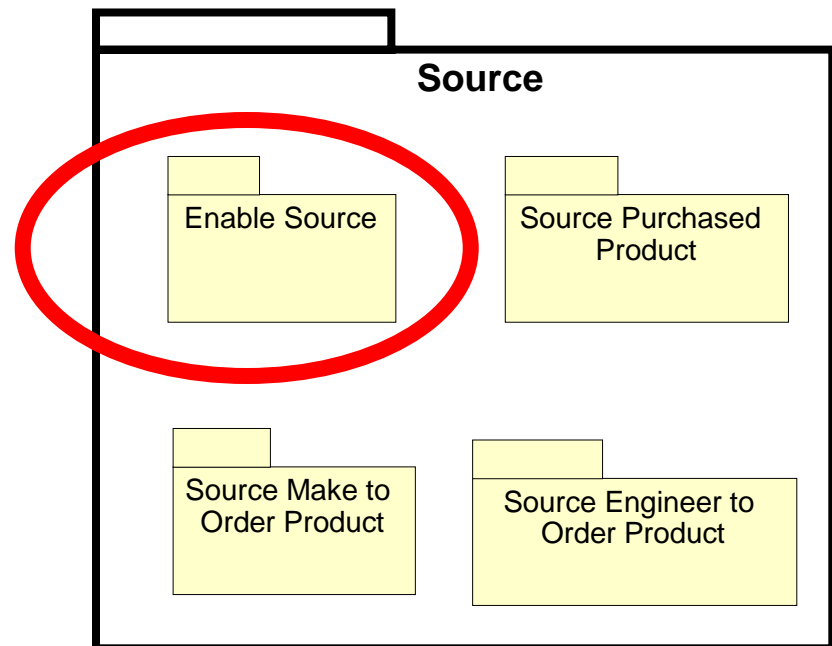 Source
Enable Source
Source Purchased
Product
Source Make to
Order Product
Source Engineer to
Order Product